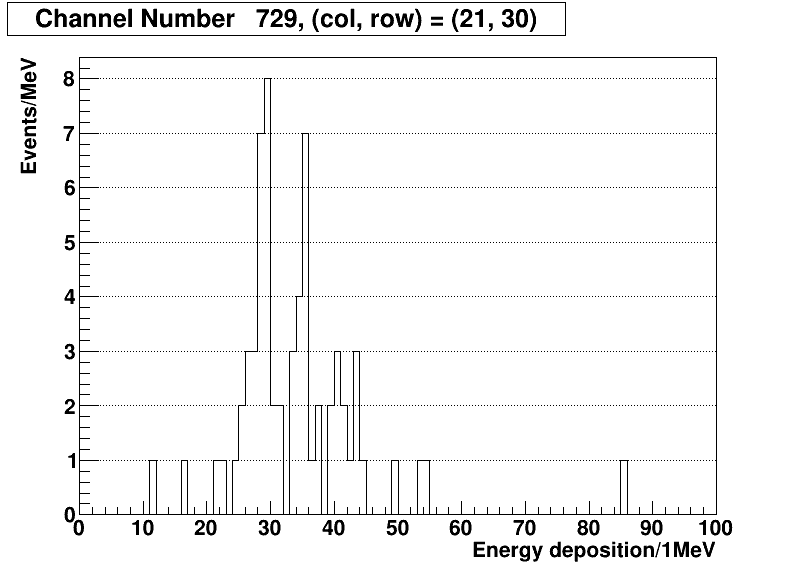 Channel Number 729, (col, row) = (21, 30)
Events/MeV
8
7
6
5
4
3
2
1
0
0 10 20 30 40 50 60 70 80 90 100
Energy deposition/1MeV